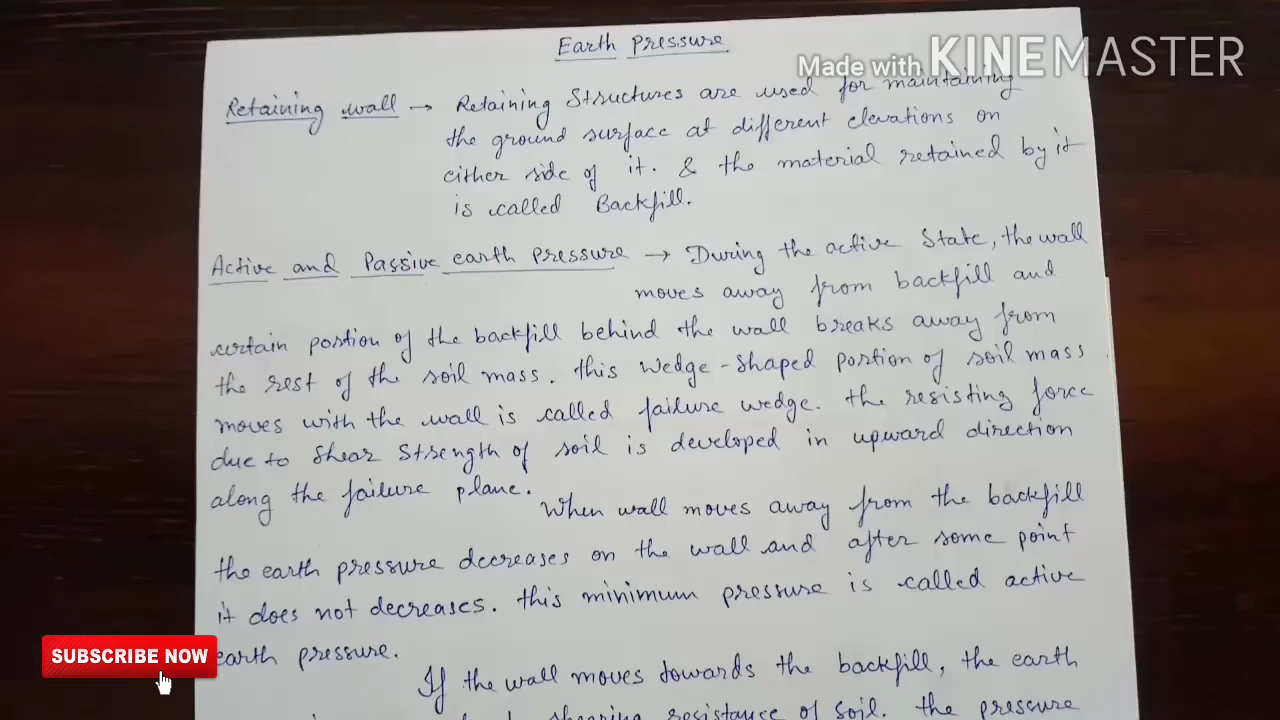 Earth Pressure
Made with KINEMASTER
Retaining wall → Retaining Structures are used for maintaining
the ground surface at different elevations on
either side of it. & the material retained by it
is called Backfill.
Active and Passive earth pressure → During the active State, the wall
moves away from backfill and
certain portion of the backfill behind the wall breaks away from
the rest of the soil mass. this wedge-shaped portion of soil mass
moves with the wall is called failure wedge. the resisting force
due to shear strength of soil is developed in upward direction
along the failure plane.
When wall moves away from the backfill
the earth pressure decreases on the wall and after some point
it does not decreases. this minimum pressure is called active
earth pressure.
SUBSCRIBE NOW
If the wall moves towards the backfill, the earth
shearing resistance of soil. the pressure